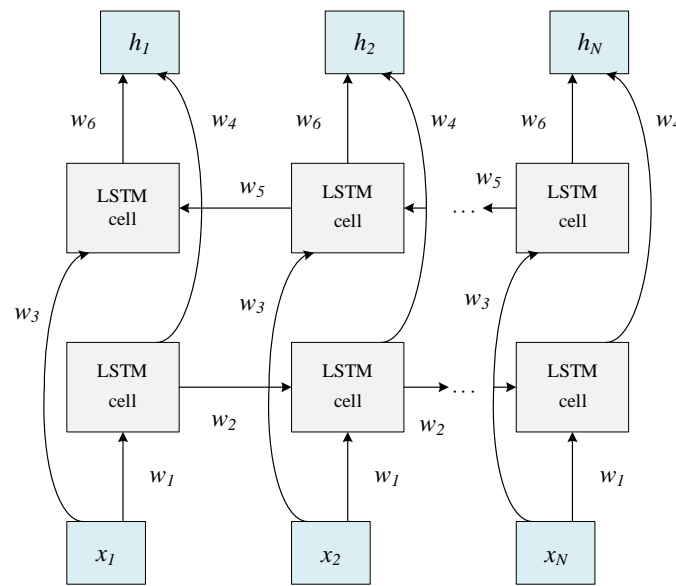 h1 h2 hN
w6 w4 w6 w4 w6 w4
LSTM cell
w5
LSTM cell
... w5
LSTM cell
w3 w3 w3
LSTM cell
w2
LSTM cell
... w2
LSTM cell
w1 w1 w1
x1 x2 xN